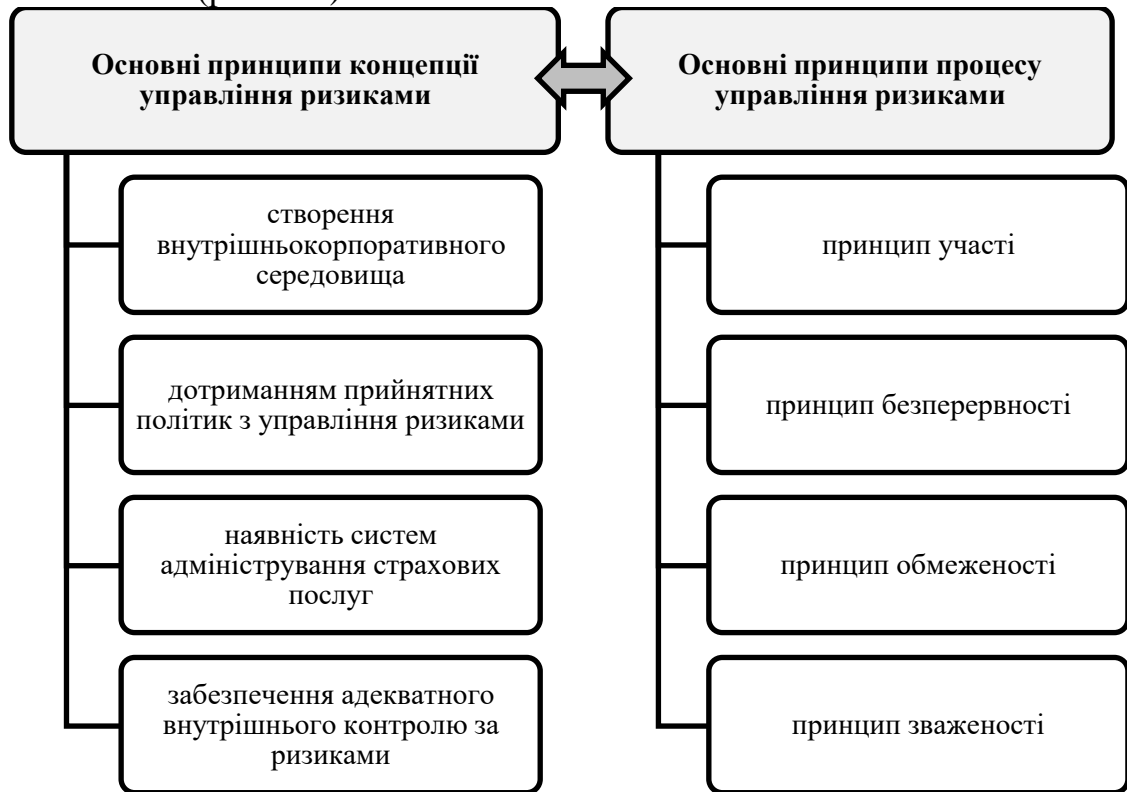 Основні принципи концепції
управління ризиками
Основні принципи процесу
управління ризиками
створення
внутрішньокорпоративного
середовища
дотриманням прийнятних
політик з управління ризиками
наявність систем
адміністрування страхових
послуг
забезпечення адекватного
внутрішнього контролю за
ризиками
принцип участі
принцип безперервності
принцип обмеженості
принцип зваженості